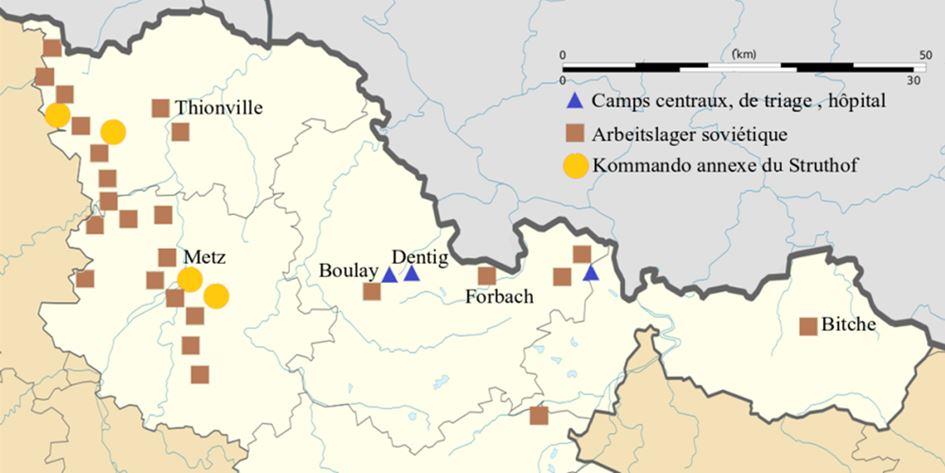 0 (km) 50
0 30
Camps centraux, de triage , hôpital
Arbeitslager soviétique
Kommando annexe du Struthof
Thionville
Metz
Boulay
Dentig
Forbach
Bitche